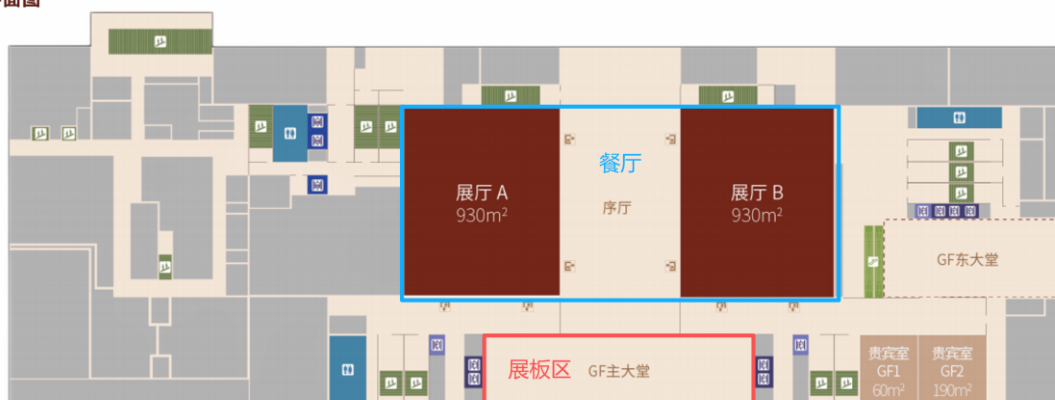 面图
餐厅
展厅 A
930m²
序厅
展厅 B
930m²
GF东大堂
展板区
GF主大堂
贵宾室
GF1
60m²
贵宾室
GF2
190m²